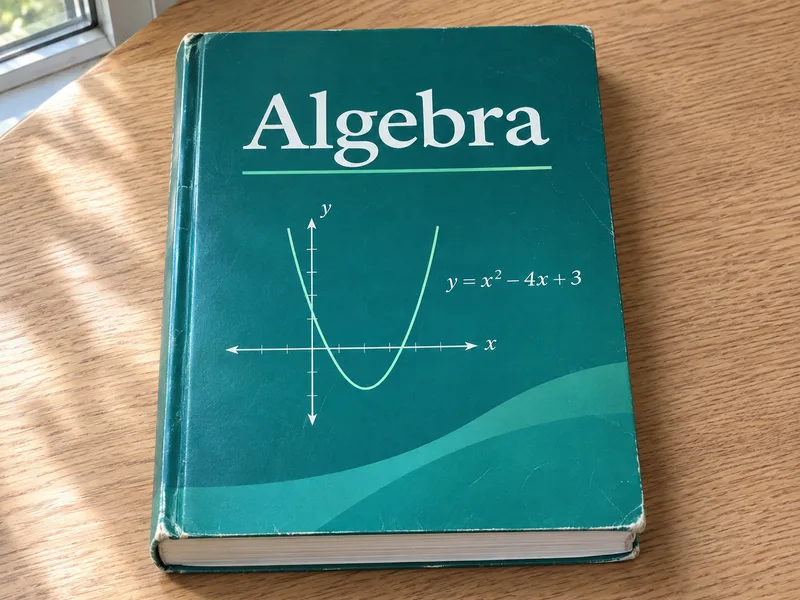 Algebra
y
y = x² – 4x + 3
x